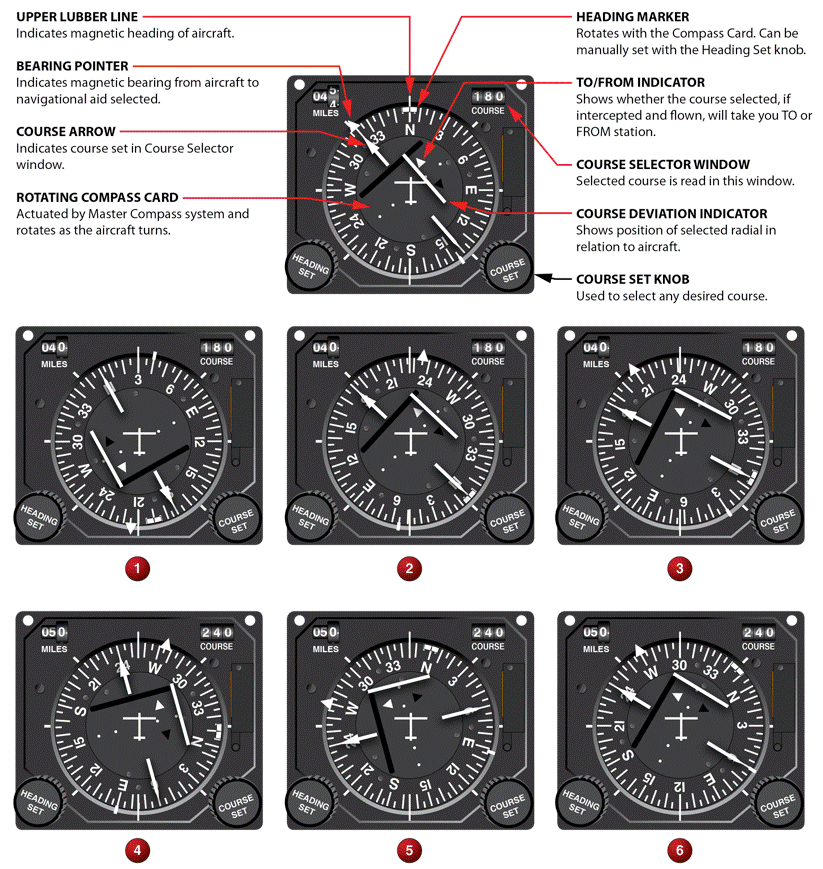 UPPER LUBBER LINE
Indicates magnetic heading of aircraft.
BEARING POINTER
Indicates magnetic bearing from aircraft to
navigational aid selected.
COURSE ARROW
Indicates course set in Course Selector
window.
ROTATING COMPASS CARD
Actuated by Master Compass system and
rotates as the aircraft turns.
HEADING MARKER
Rotates with the Compass Card. Can be
manually set with the Heading Set knob.
TO/FROM INDICATOR
Shows whether the course selected, if
intercepted and flown, will take you TO or
FROM station.
COURSE SELECTOR WINDOW
Selected course is read in this window.
COURSE DEVIATION INDICATOR
Shows position of selected radial in
relation to aircraft.
COURSE SET KNOB
Used to select any desired course.
04 5 4
MILES
180
COURSE
N 3 6 E 12 S 21 24 W 30 33
HEADING
SET
COURSE
SET
040
MILES
180
COURSE
3 6 E 12 15 21 24 W 30 33
HEADING
SET
COURSE
SET
1
040
MILES
180
COURSE
24 W 30 33 3 6 E 12 15 21
HEADING
SET
COURSE
SET
2
040
MILES
180
COURSE
24 W 30 33 3 6 E 12 15 21
HEADING
SET
COURSE
SET
3
050
MILES
240
COURSE
W 30 33 N 3 E 12 15 S 21 24
HEADING
SET
COURSE
SET
4
050
MILES
240
COURSE
N 3 E 12 15 S W 30 33
HEADING
SET
COURSE
SET
5
050
MILES
240
COURSE
30 33 N 3 E 12 15 S 21 24 W
HEADING
SET
COURSE
SET
6